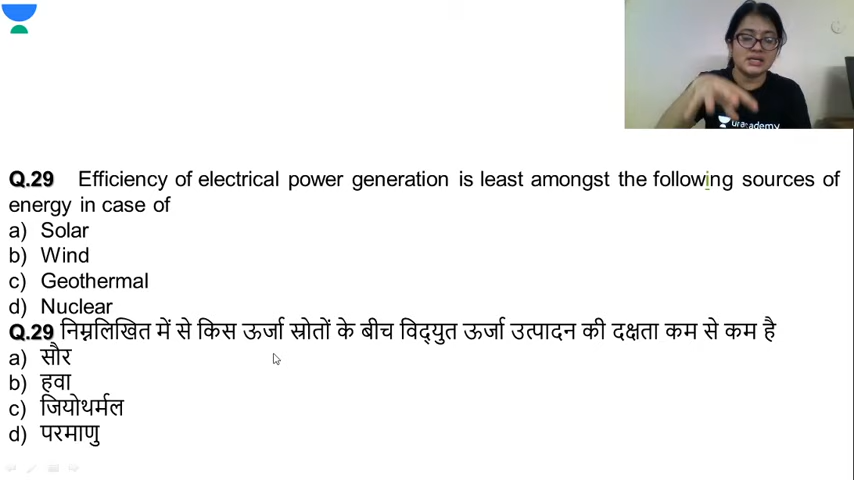 unacademy
Q.29 Efficiency of electrical power generation is least amongst the following sources of
energy in case of
a) Solar
b) Wind
c) Geothermal
d) Nuclear
Q.29 निम्नलिखित में से किस ऊर्जा स्रोतों के बीच विद्युत ऊर्जा उत्पादन की दक्षता कम से कम है
a) सौर
b) हवा
c) जियोथर्मल
d) परमाणु